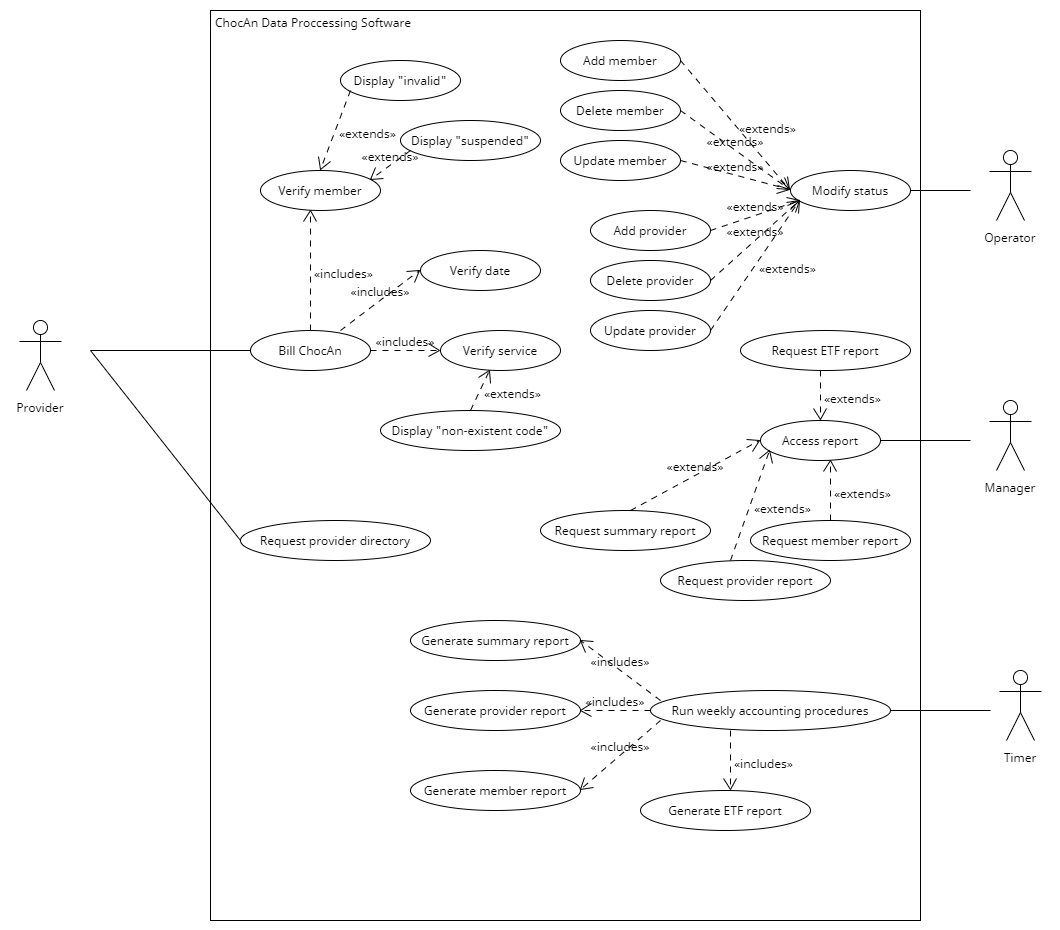 ChocAn Data Proccessing Software
Add member
Display "invalid"
Delete member
«extends»
«extends»
Display "suspended"
«extends»
«extends»
Update member
«extends»
Verify member
Modify status
«extends»
Add provider
«extends»
Operator
Verify date
«includes»
«extends»
Delete provider
«includes»
Update provider
«includes»
Bill ChocAn
Verify service
Request ETF report
Provider
«extends»
«extends»
Display "non-existent code"
Access report
«extends»
Manager
«extends»
«extends»
Request summary report
Request provider directory
Request member report
Request provider report
Generate summary report
«includes»
«includes»
Generate provider report
Run weekly accounting procedures
«includes»
Timer
«includes»
Generate member report
Generate ETF report